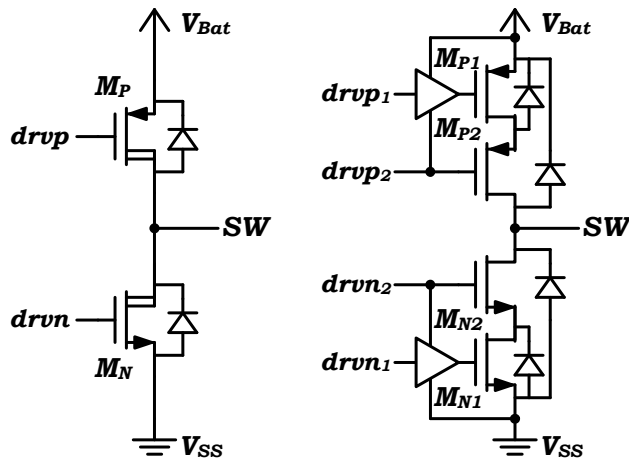 V_Bat
M_P
drvp
SW
drvn
M_N
V_SS
V_Bat
M_P1
drvp_1
M_P2
drvp_2
SW
drvn_2
M_N2
drvn_1
M_N1
V_SS